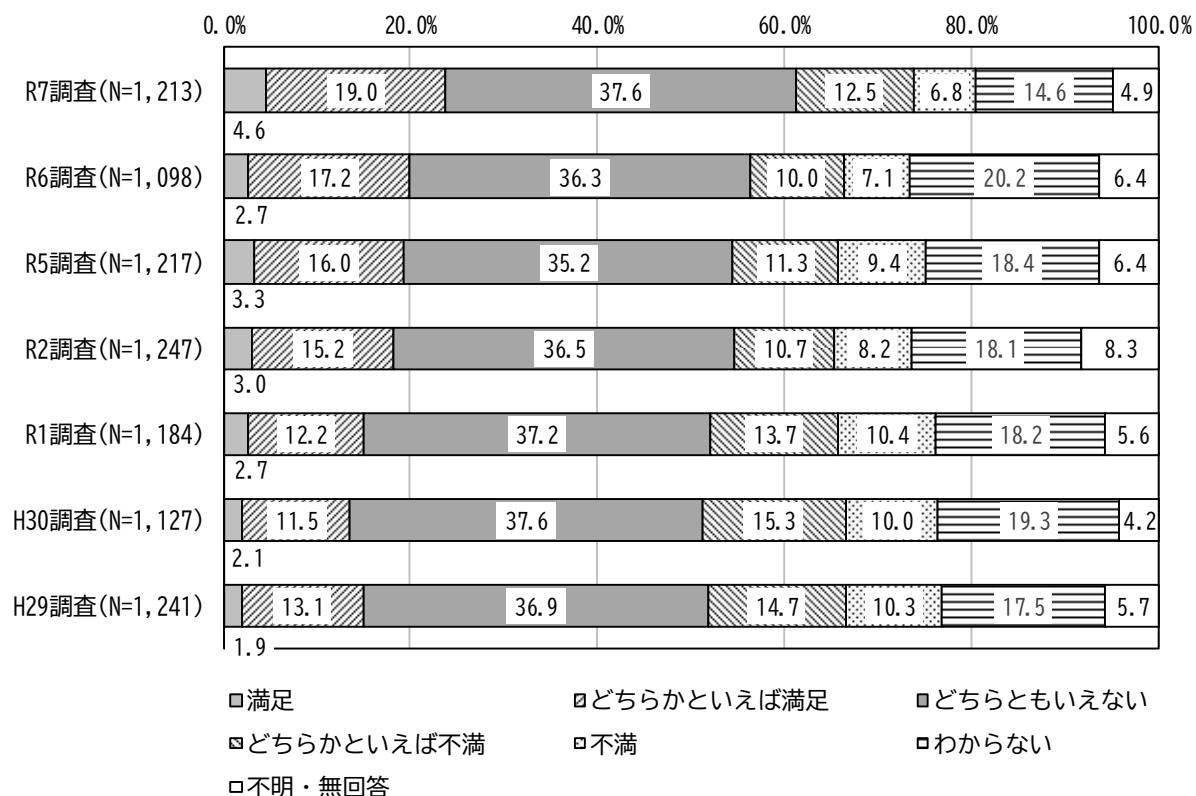 0.0% 20.0% 40.0% 60.0% 80.0% 100.0%
R7調査(N=1,213) 19.0 37.6 12.5 6.8 14.6 4.9
4.6
R6調査(N=1,098) 17.2 36.3 10.0 7.1 20.2 6.4
2.7
R5調査(N=1,217) 16.0 35.2 11.3 9.4 18.4 6.4
3.3
R2調査(N=1,247) 15.2 36.5 10.7 8.2 18.1 8.3
3.0
R1調査(N=1,184) 12.2 37.2 13.7 10.4 18.2 5.6
2.7
H30調査(N=1,127) 11.5 37.6 15.3 10.0 19.3 4.2
2.1
H29調査(N=1,241) 13.1 36.9 14.7 10.3 17.5 5.7
1.9
満足 どちらかといえば満足 どちらともいえない
どちらかといえば不満 不満 わからない
不明・無回答